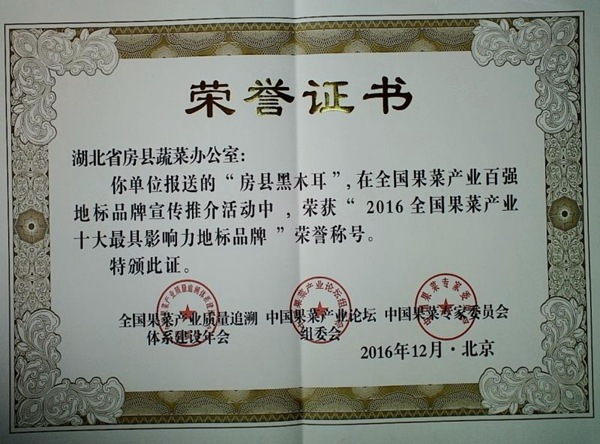 荣誉证书
湖北省房县蔬菜办公室:
你单位报送的“房县黑木耳”,在全国果菜产业百强
地标品牌宣传推介活动中,荣获“2016全国果菜产业
十大最具影响力地标品牌”荣誉称号。
特颁此证。
全国果菜产业质量追溯 中国果菜产业论坛 中国果菜专家委员会
体系建设年会 组委会
2016年12月·北京